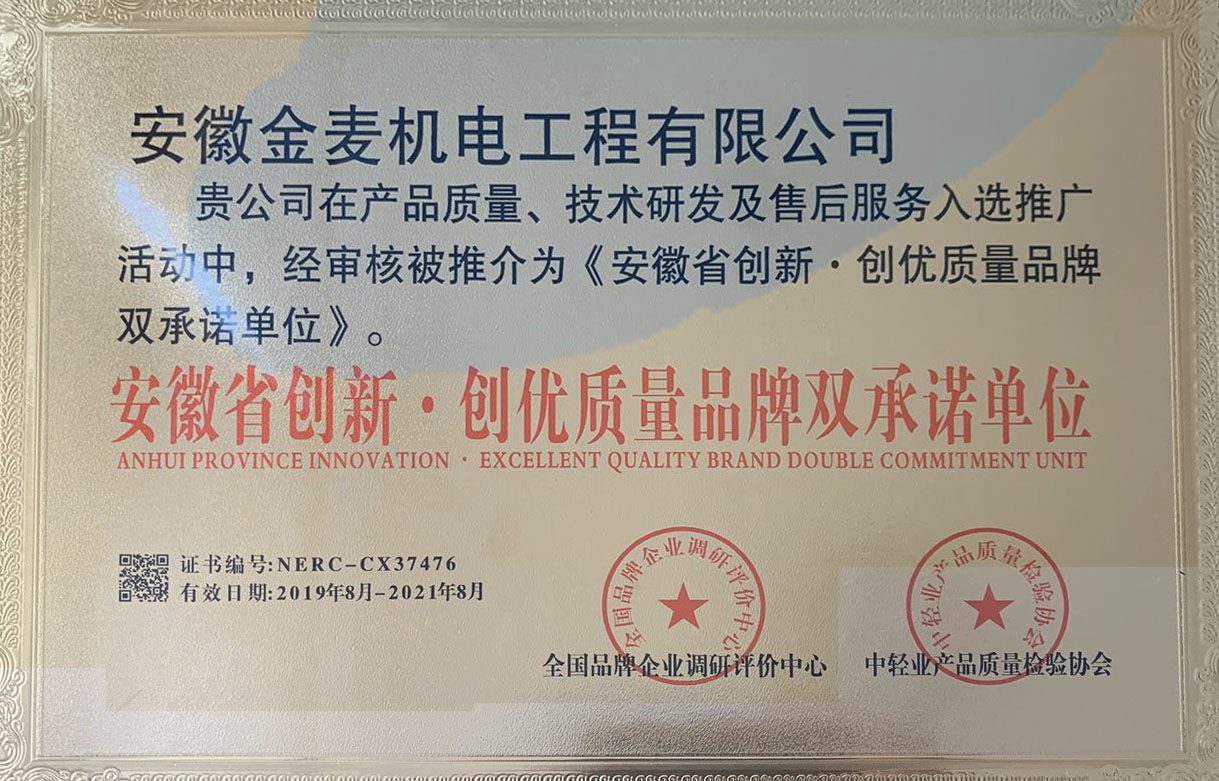 安徽金麦机电工程有限公司
贵公司在产品质量、技术研发及售后服务入选推广
活动中，经审核被推介为《安徽省创新·创优质量品牌
双承诺单位》。
安徽省创新·创优质量品牌双承诺单位
ANHUI PROVINCE INNOVATION · EXCELLENT QUALITY BRAND DOUBLE COMMITMENT UNIT
证书编号:NERC-CX37476
有效日期:2019年8月-2021年8月
全国品牌企业调研评价中心
中轻业产品质量检验协会
全国品牌企业调研评价中心
中轻业产品质量检验协会